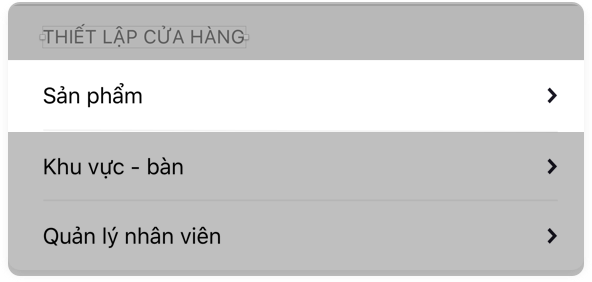 THIẾT LẬP CỬA HÀNG
Sản phẩm
Khu vực - bàn
Quản lý nhân viên